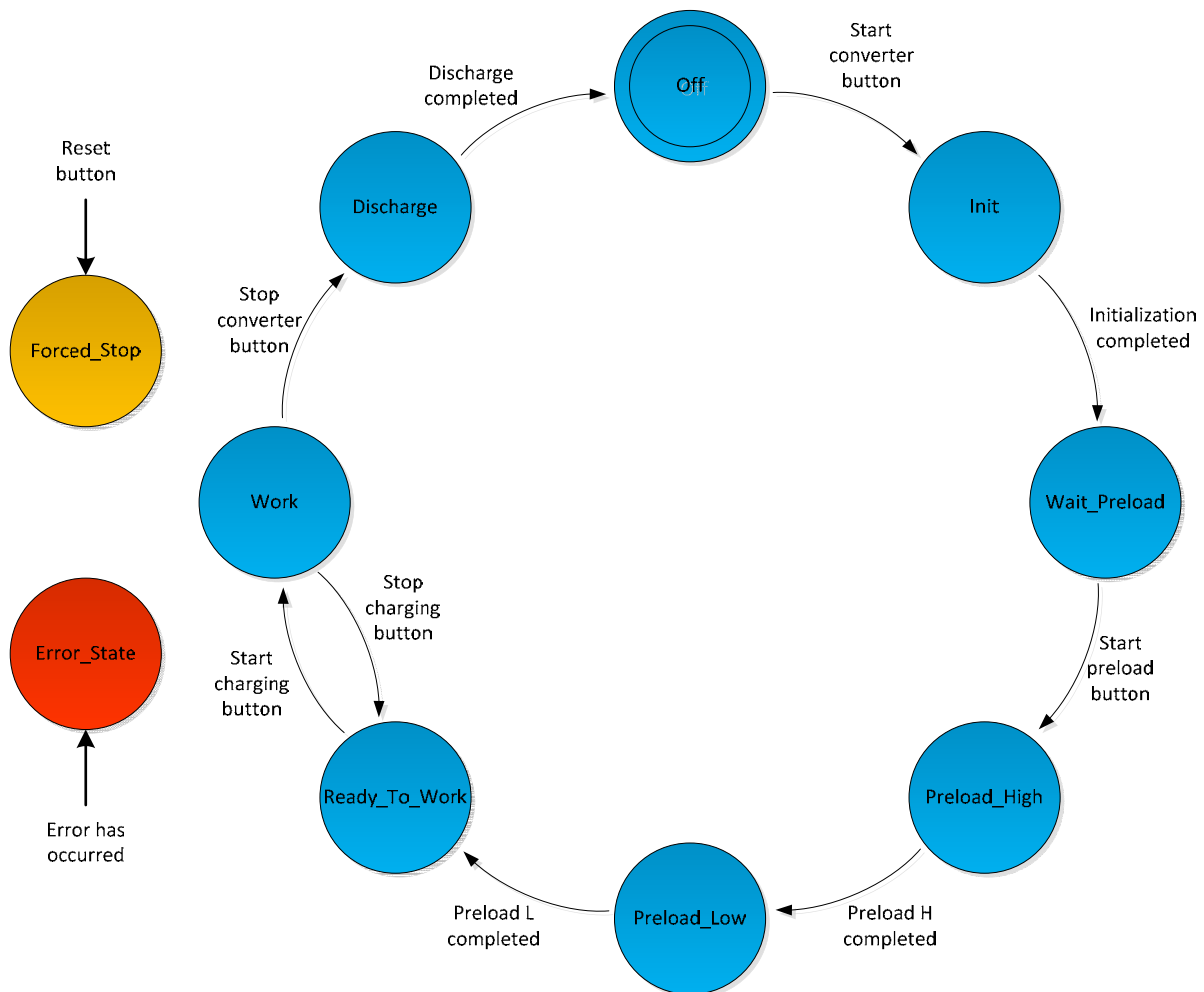 Start
converter
button
Off
Discharge
completed
Reset
button
Discharge
Init
Stop
converter
button
Initialization
completed
Forced_Stop
Work
Wait_Preload
Stop
charging
button
Error_State
Start
charging
button
Start
preload
button
Ready_To_Work
Preload_High
Error has
occurred
Preload L
completed
Preload_Low
Preload H
completed